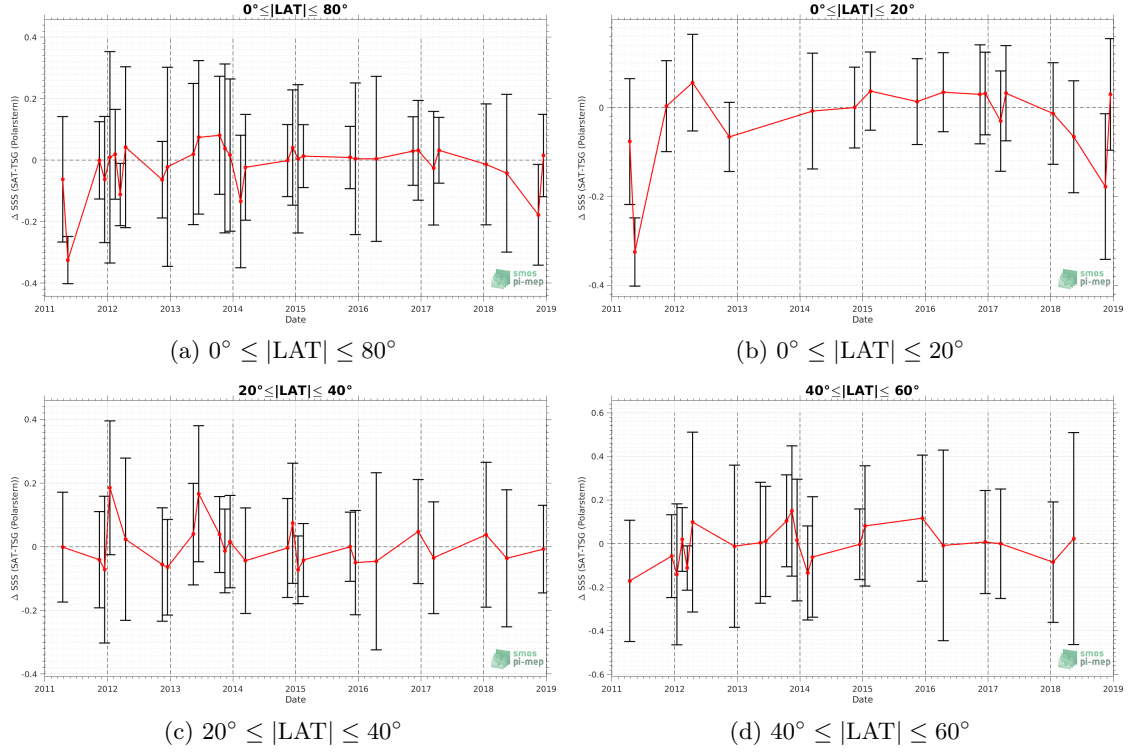 0°≤|LAT|≤ 80°
Δ SSS (SAT-TSG (Polarstern))
0.4
0.2
0
-0.2
-0.4
2011 2012 2013 2014 2015 2016 2017 2018 2019
Date
smos
pi-mep
(a) 0° ≤ |LAT| ≤ 80°
0°≤|LAT|≤ 20°
Δ SSS (SAT-TSG (Polarstern))
0
-0.2
-0.4
2011 2012 2013 2014 2015 2016 2017 2018 2019
Date
smos
pi-mep
(b) 0° ≤ |LAT| ≤ 20°
20°≤|LAT|≤ 40°
Δ SSS (SAT-TSG (Polarstern))
0.4
0.2
0
-0.2
-0.4
2011 2012 2013 2014 2015 2016 2017 2018 2019
Date
smos
pi-mep
(c) 20° ≤ |LAT| ≤ 40°
40°≤|LAT|≤ 60°
Δ SSS (SAT-TSG (Polarstern))
0.6
0.4
0.2
0
-0.2
-0.4
-0.6
2011 2012 2013 2014 2015 2016 2017 2018 2019
Date
smos
pi-mep
(d) 40° ≤ |LAT| ≤ 60°